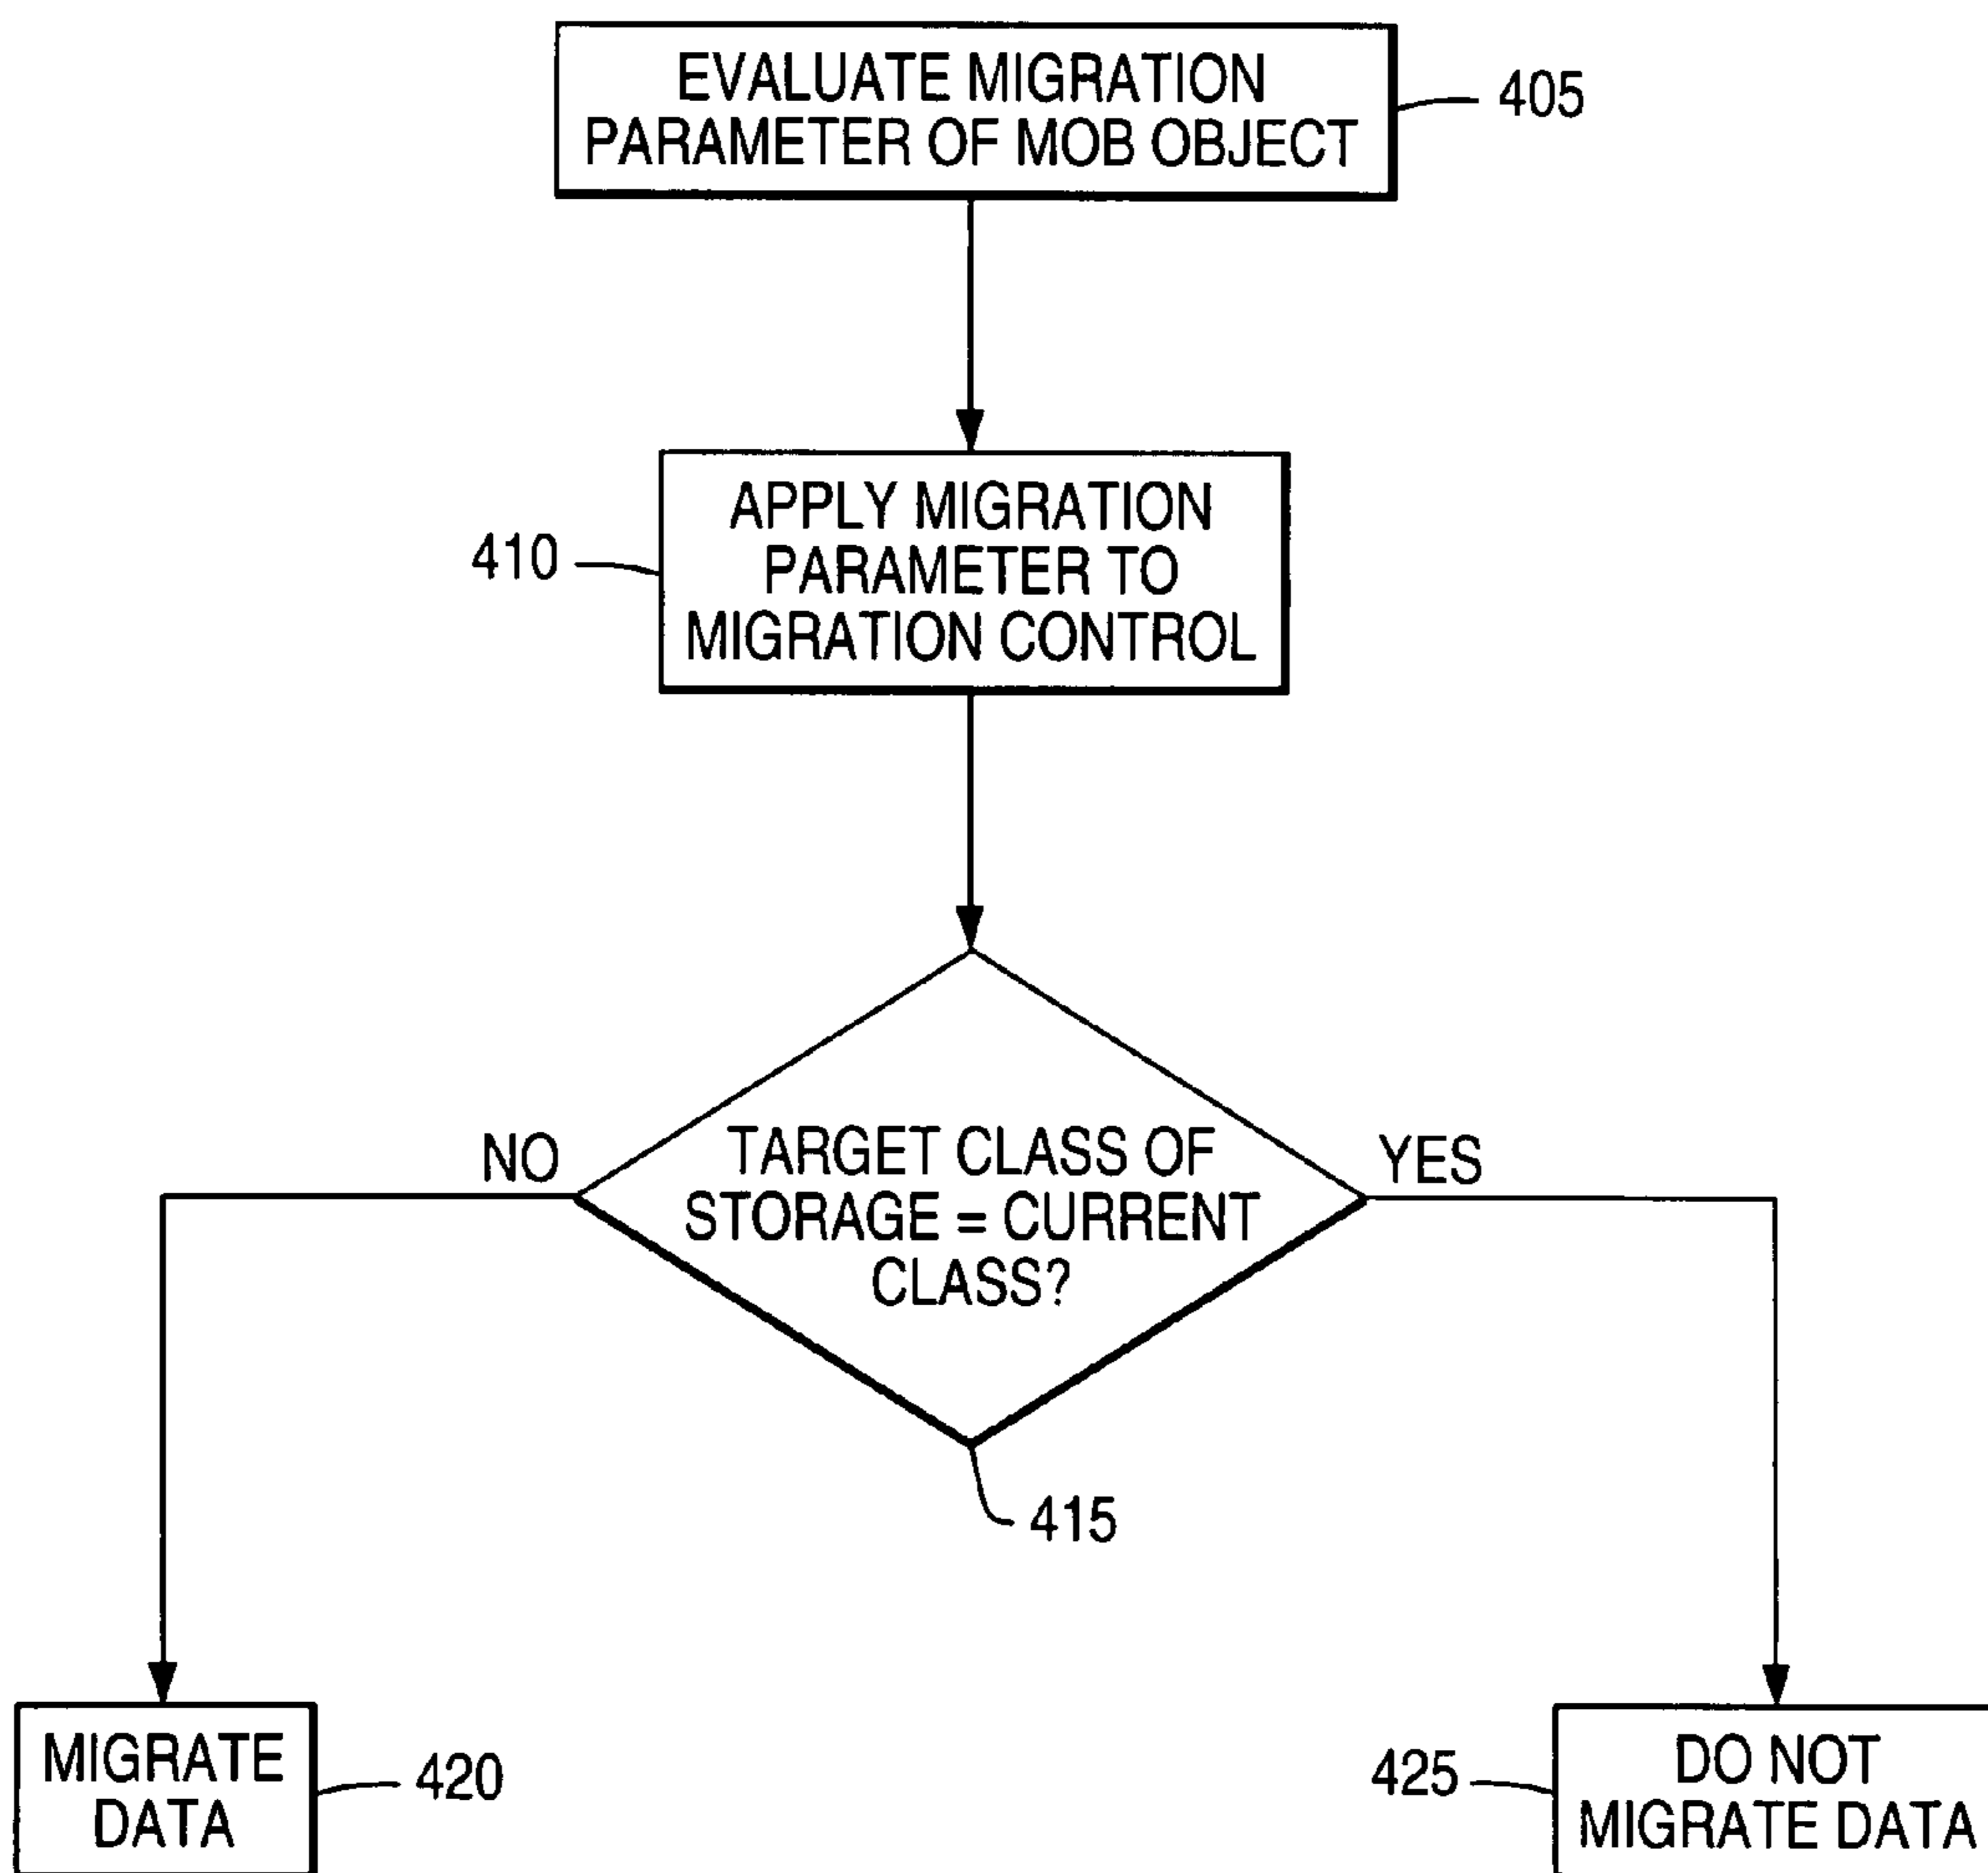 EVALUATE MIGRATION
PARAMETER OF MOB OBJECT
405
APPLY MIGRATION
PARAMETER TO
MIGRATION CONTROL
410
TARGET CLASS OF
STORAGE = CURRENT
CLASS?
NO
YES
415
MIGRATE
DATA
420
DO NOT
MIGRATE DATA
425